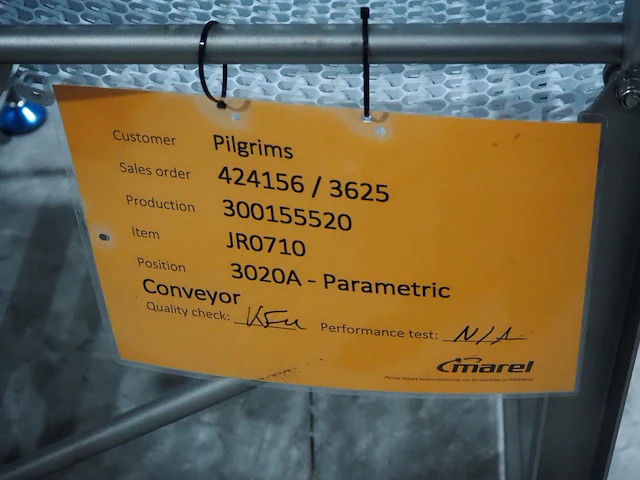 Customer Pilgrims
Sales order 424156 / 3625
Production 300155520
Item JR0710
Position 3020A - Parametric
Conveyor
Quality check: Performance test: N/A
marel